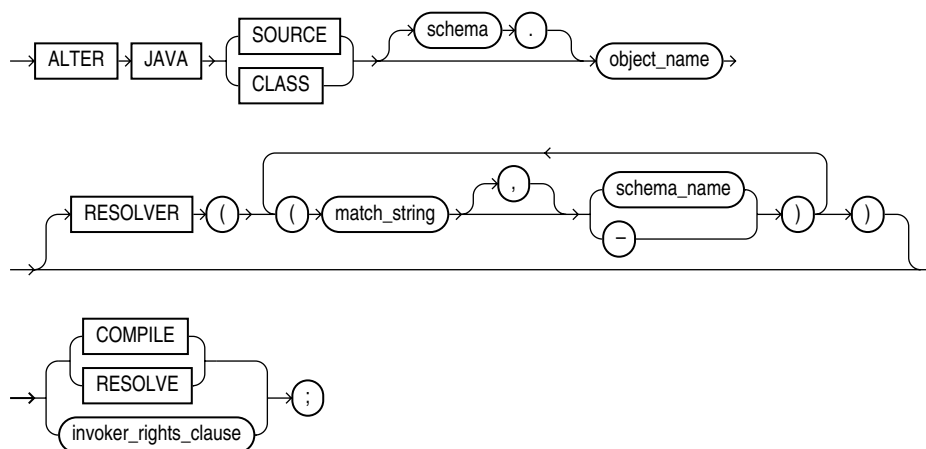 ALTER JAVA SOURCE CLASS schema . object_name
RESOLVER ( ( match_string , schema_name – ) )
COMPILE RESOLVE invoker_rights_clause ;